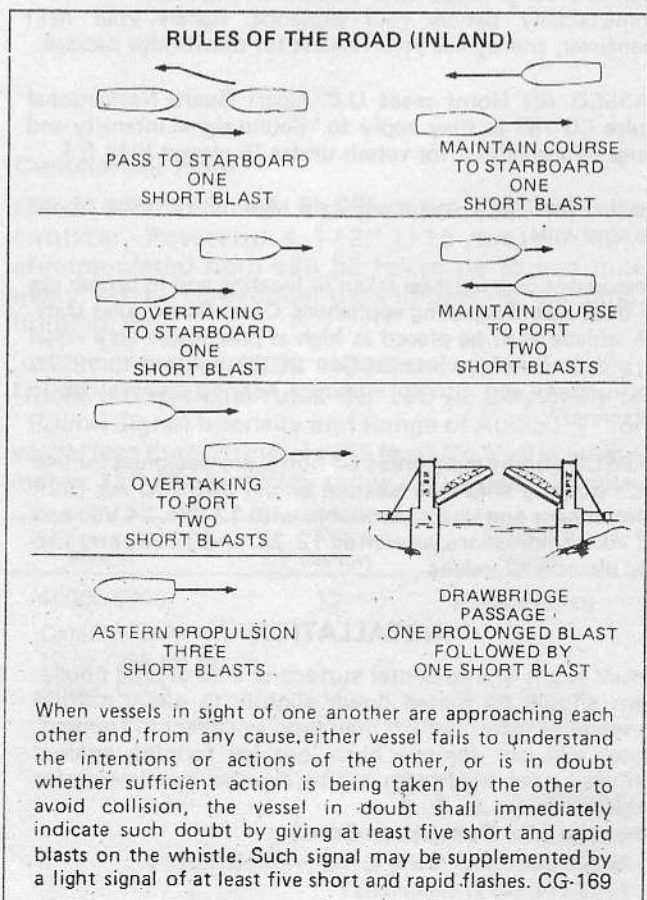 RULES OF THE ROAD (INLAND)
PASS TO STARBOARD
ONE
SHORT BLAST
MAINTAIN COURSE
TO STARBOARD
ONE
SHORT BLAST
OVERTAKING
TO STARBOARD
ONE
SHORT BLAST
MAINTAIN COURSE
TO PORT
TWO
SHORT BLASTS
OVERTAKING
TO PORT
TWO
SHORT BLASTS
ASTERN PROPULSION
THREE
SHORT BLASTS
DRAWBRIDGE
PASSAGE
ONE PROLONGED BLAST
FOLLOWED BY
ONE SHORT BLAST
When vessels in sight of one another are approaching each
other and, from any cause, either vessel fails to understand
the intentions or actions of the other, or is in doubt
whether sufficient action is being taken by the other to
avoid collision, the vessel in doubt shall immediately
indicate such doubt by giving at least five short and rapid
blasts on the whistle. Such signal may be supplemented by
a light signal of at least five short and rapid flashes. CG-169